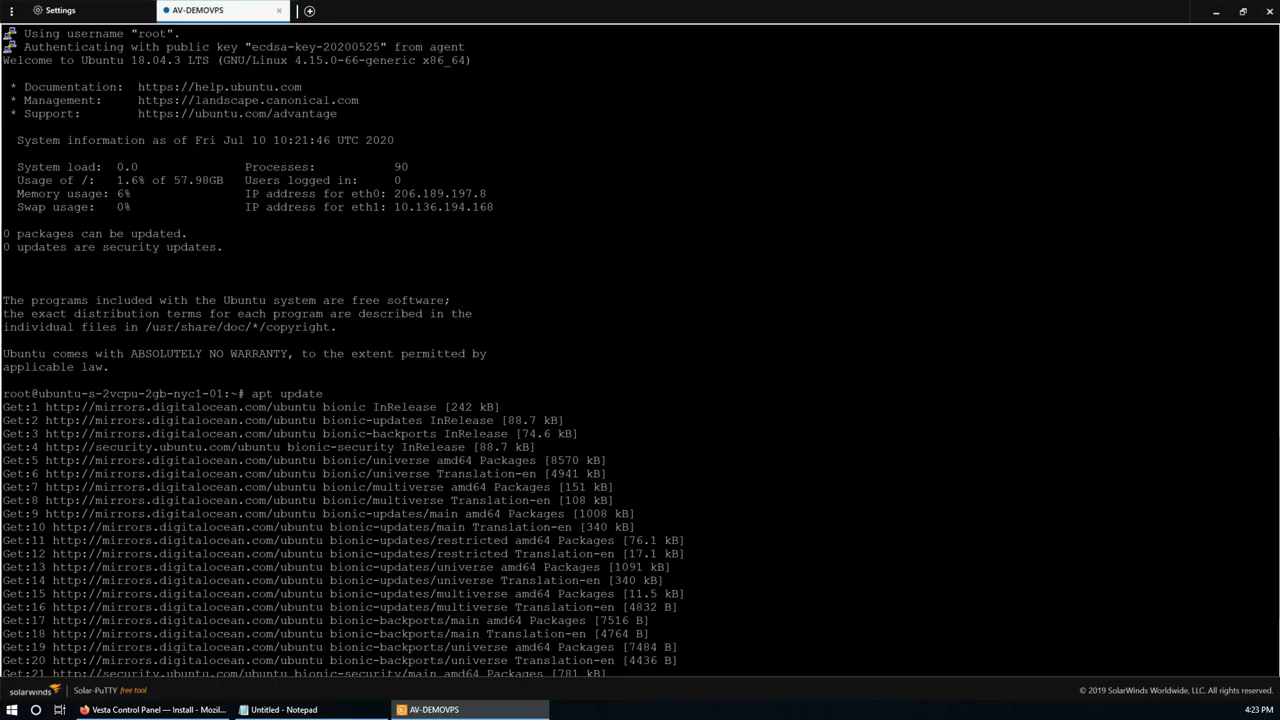 Settings
AV-DEMOVPS
Using username "root".
Authenticating with public key "ecdsa-key-20200525" from agent
Welcome to Ubuntu 18.04.3 LTS (GNU/Linux 4.15.0-66-generic x86_64)
* Documentation: https://help.ubuntu.com
* Management: https://landscape.canonical.com
* Support: https://ubuntu.com/advantage
System information as of Fri Jul 10 10:21:46 UTC 2020
System load: 0.0 Processes: 90
Usage of /: 1.6% of 57.98GB Users logged in: 0
Memory usage: 6% IP address for eth0: 206.189.197.8
Swap usage: 0% IP address for eth1: 10.136.194.168
0 packages can be updated.
0 updates are security updates.
The programs included with the Ubuntu system are free software;
the exact distribution terms for each program are described in the
individual files in /usr/share/doc/*/copyright.
Ubuntu comes with ABSOLUTELY NO WARRANTY, to the extent permitted by
applicable law.
root@ubuntu-s-2vcpu-2gb-nyc1-01:~# apt update
Get:1 http://mirrors.digitalocean.com/ubuntu bionic InRelease [242 kB]
Get:2 http://mirrors.digitalocean.com/ubuntu bionic-updates InRelease [88.7 kB]
Get:3 http://mirrors.digitalocean.com/ubuntu bionic-backports InRelease [74.6 kB]
Get:4 http://security.ubuntu.com/ubuntu bionic-security InRelease [88.7 kB]
Get:5 http://mirrors.digitalocean.com/ubuntu bionic/universe amd64 Packages [8570 kB]
Get:6 http://mirrors.digitalocean.com/ubuntu bionic/universe Translation-en [4941 kB]
Get:7 http://mirrors.digitalocean.com/ubuntu bionic/multiverse amd64 Packages [151 kB]
Get:8 http://mirrors.digitalocean.com/ubuntu bionic/multiverse Translation-en [108 kB]
Get:9 http://mirrors.digitalocean.com/ubuntu bionic-updates/main amd64 Packages [1008 kB]
Get:10 http://mirrors.digitalocean.com/ubuntu bionic-updates/main Translation-en [340 kB]
Get:11 http://mirrors.digitalocean.com/ubuntu bionic-updates/restricted amd64 Packages [76.1 kB]
Get:12 http://mirrors.digitalocean.com/ubuntu bionic-updates/restricted Translation-en [17.1 kB]
Get:13 http://mirrors.digitalocean.com/ubuntu bionic-updates/universe amd64 Packages [1091 kB]
Get:14 http://mirrors.digitalocean.com/ubuntu bionic-updates/universe Translation-en [340 kB]
Get:15 http://mirrors.digitalocean.com/ubuntu bionic-updates/multiverse amd64 Packages [11.5 kB]
Get:16 http://mirrors.digitalocean.com/ubuntu bionic-updates/multiverse Translation-en [4832 B]
Get:17 http://mirrors.digitalocean.com/ubuntu bionic-backports/main amd64 Packages [7516 B]
Get:18 http://mirrors.digitalocean.com/ubuntu bionic-backports/main Translation-en [4764 B]
Get:19 http://mirrors.digitalocean.com/ubuntu bionic-backports/universe amd64 Packages [7484 B]
Get:20 http://mirrors.digitalocean.com/ubuntu bionic-backports/universe Translation-en [4436 B]
Get:21 http://security.ubuntu.com/ubuntu bionic-security/main amd64 Packages [781 kB]
solarwinds Solar-PuTTY free tool © 2019 SolarWinds Worldwide, LLC. All rights reserved.
Vesta Control Panel — Install - Mozil... Untitled - Notepad AV-DEMOVPS 4:23 PM